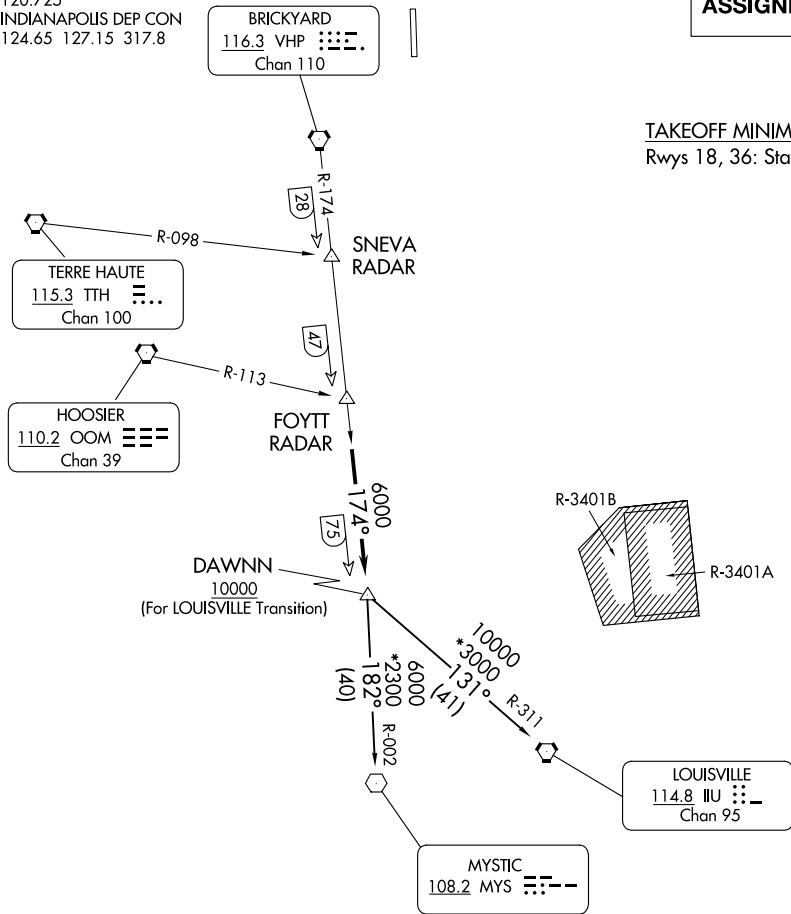 INDIANAPOLIS DEP CON
124.65 127.15 317.8
BRICKYARD
116.3 VHP
Chan 110
TAKEOFF MINIM
Rwys 18, 36: Sta
R-174
28
R-098
SNEVA
RADAR
TERRE HAUTE
115.3 TTH
Chan 100
47
R-113
FOYTT
RADAR
HOOSIER
110.2 OOM
Chan 39
6000
174°
75
R-3401B
R-3401A
DAWNN
10000
(For LOUISVILLE Transition)
10000
*3000
131°
(41)
R-311
6000
*2300
182°
(40)
R-002
LOUISVILLE
114.8 IIU
Chan 95
MYSTIC
108.2 MYS